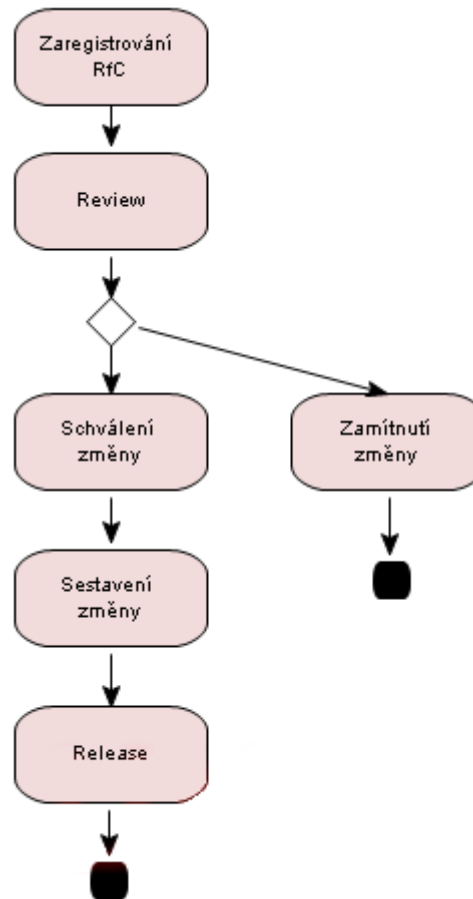 Zaregistrování
RfC
Review
Schválení
změny
Zamítnutí
změny
Sestavení
změny
Release